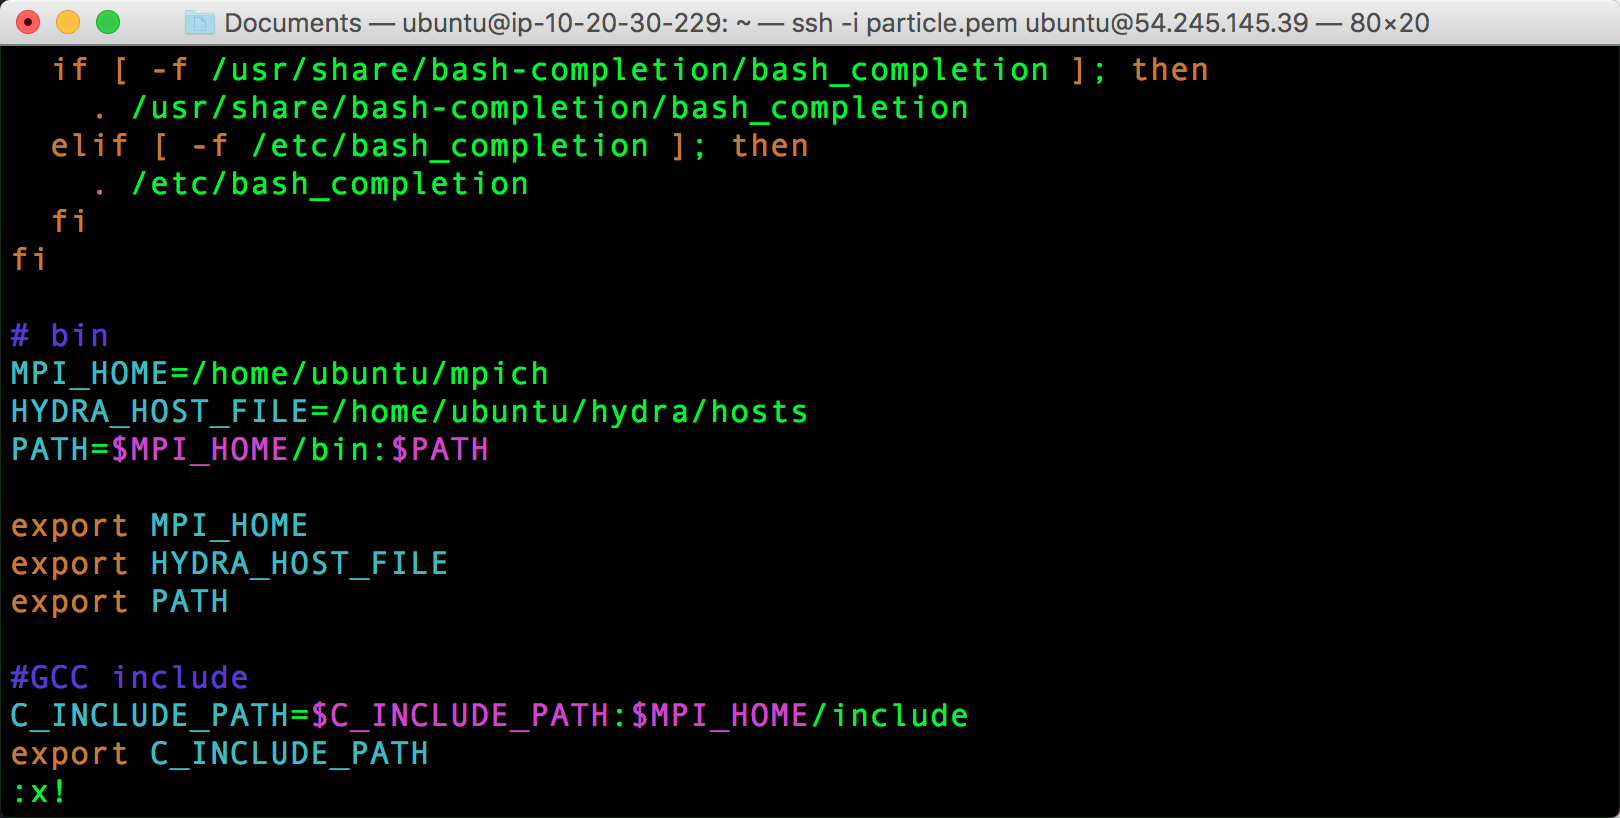 Documents — ubuntu@ip-10-20-30-229: ~ — ssh -i particle.pem ubuntu@54.245.145.39 — 80×20
if [ -f /usr/share/bash-completion/bash_completion ]; then
. /usr/share/bash-completion/bash_completion
elif [ -f /etc/bash_completion ]; then
. /etc/bash_completion
fi
fi
# bin
MPI_HOME=/home/ubuntu/mpich
HYDRA_HOST_FILE=/home/ubuntu/hydra/hosts
PATH=$MPI_HOME/bin:$PATH
export MPI_HOME
export HYDRA_HOST_FILE
export PATH
#GCC include
C_INCLUDE_PATH=$C_INCLUDE_PATH:$MPI_HOME/include
export C_INCLUDE_PATH
:x!